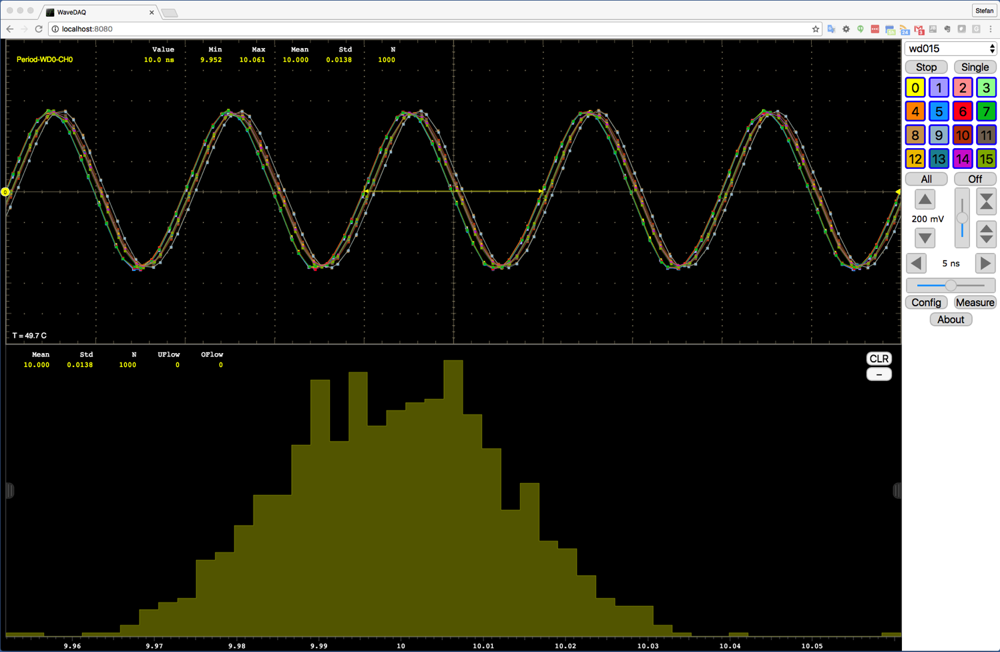 WaveDAQ
Stefan
localhost:8080
5h 24 3
Value Min Max Mean Std N
Period-WD0-CH0 10.0 ns 9.952 10.061 10.000 0.0138 1000
0
T = 49.7 C
Mean Std N UFlow OFlow
10.000 0.0138 1000 0 0
CLR
–
9.96 9.97 9.98 9.99 10 10.01 10.02 10.03 10.04 10.05
wd015
Stop Single
0 1 2 3
4 5 6 7
8 9 10 11
12 13 14 15
All Off
200 mV
5 ns
Config Measure
About